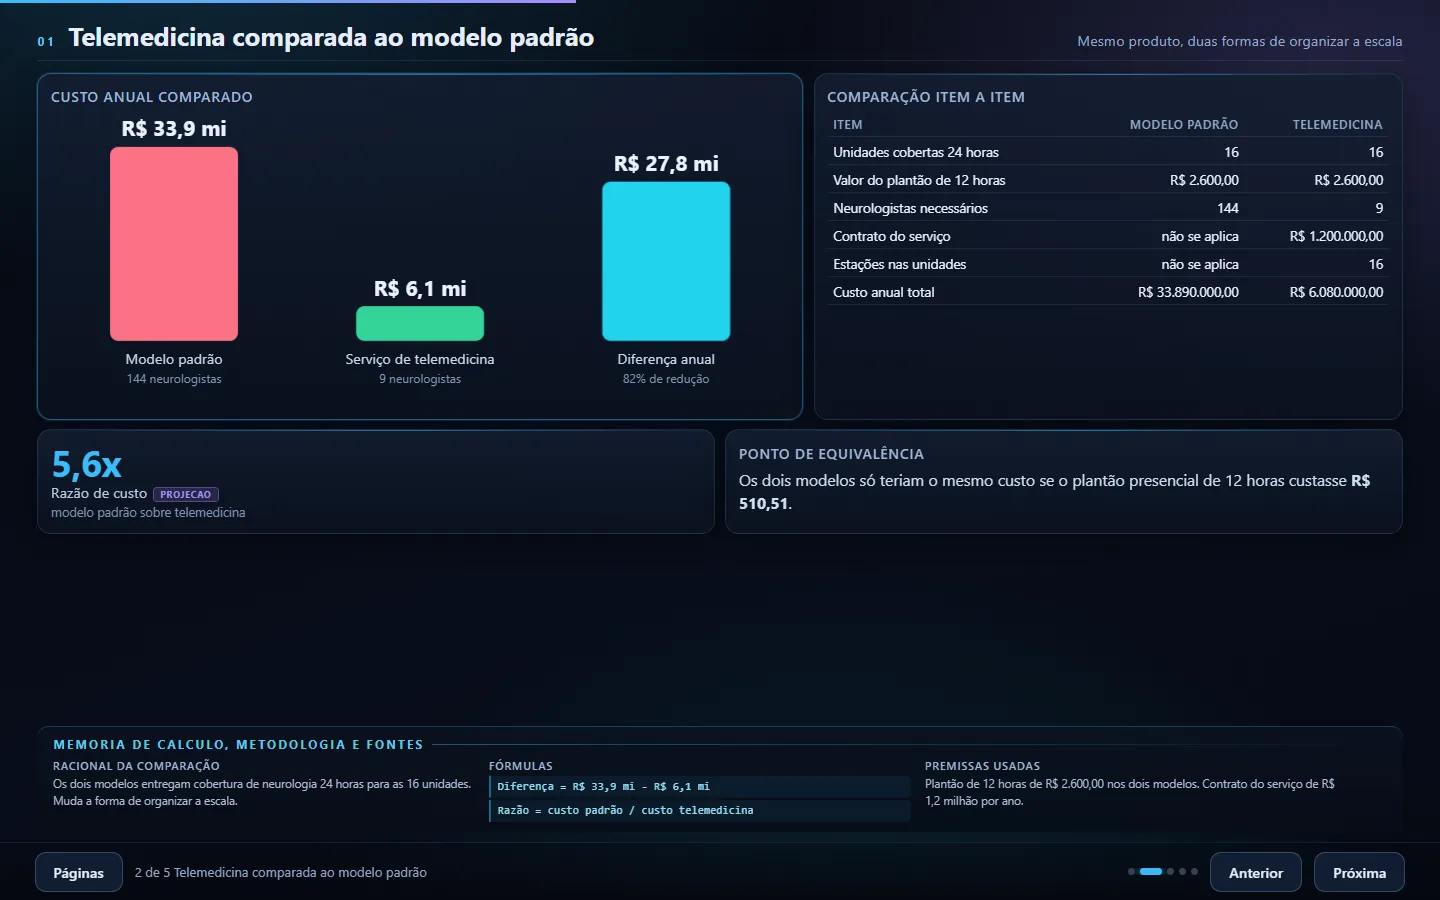 01 Telemedicina comparada ao modelo padrão
Mesmo produto, duas formas de organizar a escala
CUSTO ANUAL COMPARADO
R$ 33,9 mi
R$ 6,1 mi
R$ 27,8 mi
Modelo padrão
144 neurologistas
Serviço de telemedicina
9 neurologistas
Diferença anual
82% de redução
COMPARAÇÃO ITEM A ITEM
ITEM MODELO PADRÃO TELEMEDICINA
Unidades cobertas 24 horas 16 16
Valor do plantão de 12 horas R$ 2.600,00 R$ 2.600,00
Neurologistas necessários 144 9
Contrato do serviço não se aplica R$ 1.200.000,00
Estações nas unidades não se aplica 16
Custo anual total R$ 33.890.000,00 R$ 6.080.000,00
5,6x
Razão de custo PROJECAO
modelo padrão sobre telemedicina
PONTO DE EQUIVALÊNCIA
Os dois modelos só teriam o mesmo custo se o plantão presencial de 12 horas custasse R$
510,51.
MEMORIA DE CALCULO, METODOLOGIA E FONTES
RACIONAL DA COMPARAÇÃO
Os dois modelos entregam cobertura de neurologia 24 horas para as 16 unidades.
Muda a forma de organizar a escala.
FÓRMULAS
Diferença = R$ 33,9 mi - R$ 6,1 mi
Razão = custo padrão / custo telemedicina
PREMISSAS USADAS
Plantão de 12 horas de R$ 2.600,00 nos dois modelos. Contrato do serviço de R$
1,2 milhão por ano.
Páginas
2 de 5 Telemedicina comparada ao modelo padrão
Anterior
Próxima